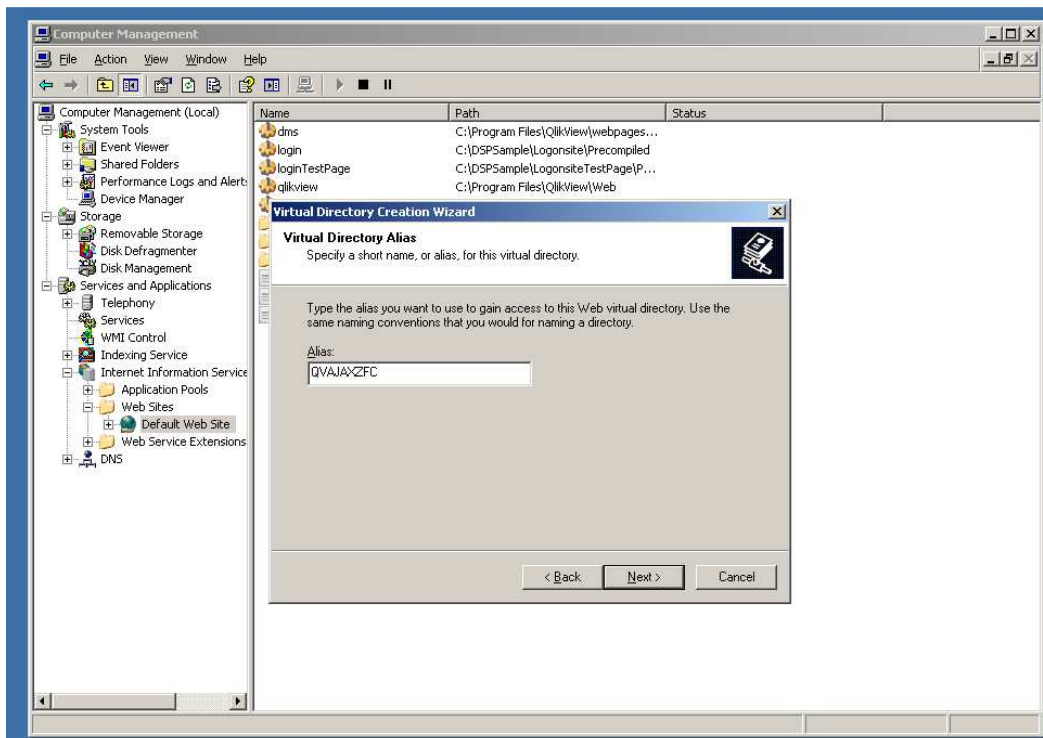 Computer Management
File Action View Window Help
Computer Management (Local)
System Tools
Event Viewer
Shared Folders
Performance Logs and Alert
Device Manager
Storage
Removable Storage
Disk Defragmenter
Disk Management
Services and Applications
Telephony
Services
WMI Control
Indexing Service
Internet Information Service
Application Pools
Web Sites
Default Web Site
Web Service Extensions
DNS
Name Path Status
dms C:\Program Files\QlikView\webpages...
login C:\DSPSample\Logonsite\Precompiled
loginTestPage C:\DSPSample\LogonsiteTestPage\P...
qlikview C:\Program Files\QlikView\Web
Virtual Directory Creation Wizard
Virtual Directory Alias
Specify a short name, or alias, for this virtual directory.
Type the alias you want to use to gain access to this Web virtual directory. Use the
same naming conventions that you would for naming a directory.
Alias:
QVAJAXZFC
< Back Next > Cancel